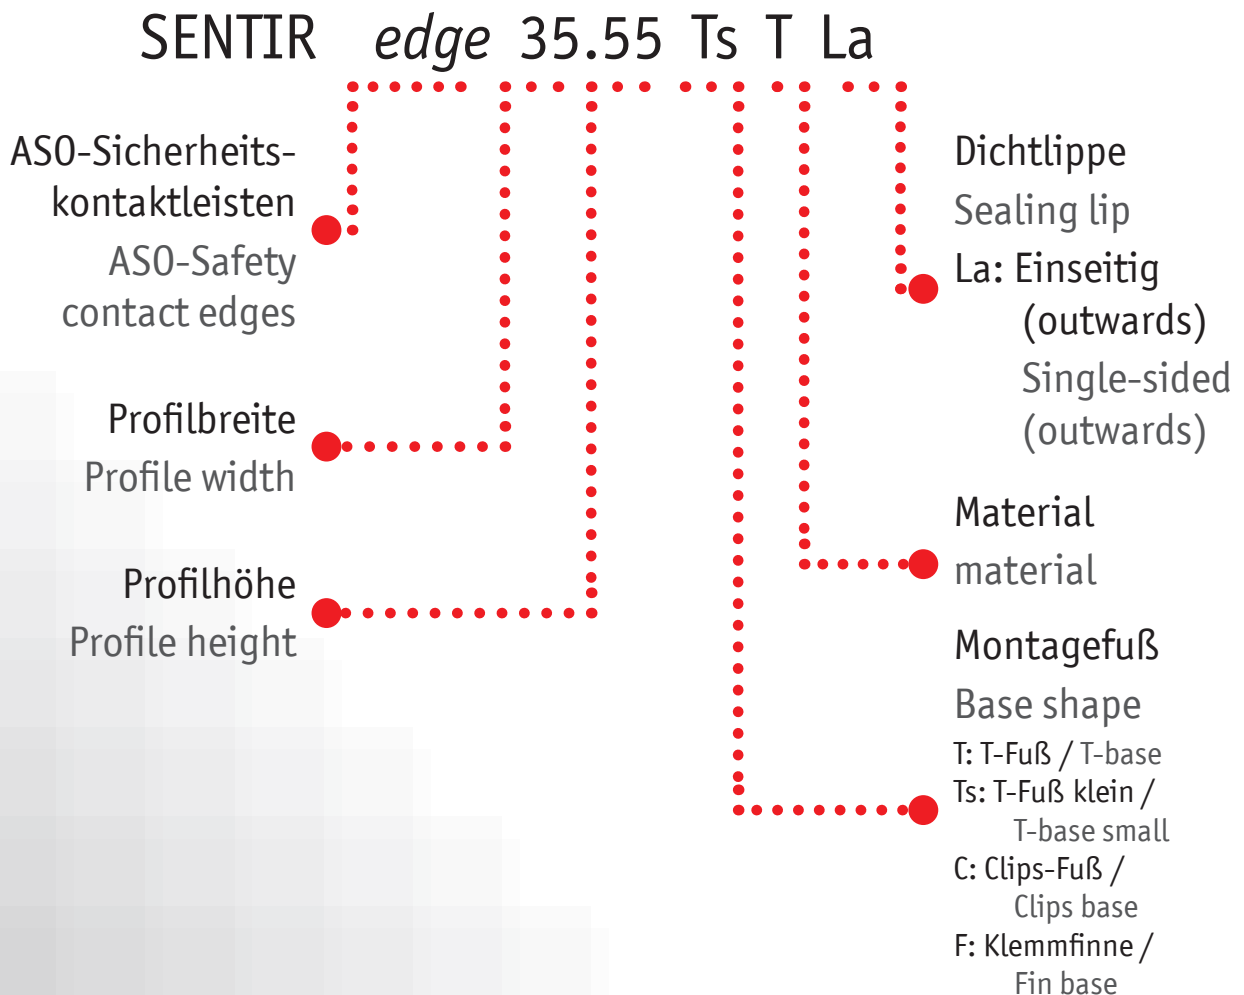 SENTIR edge 35.55 Ts T La
ASO-Sicherheits-
kontaktleisten
ASO-Safety
contact edges
Profilbreite
Profile width
Profilhöhe
Profile height
Dichtlippe
Sealing lip
La: Einseitig
(outwards)
Single-sided
(outwards)
Material
material
Montagefuß
Base shape
T: T-Fuß / T-base
Ts: T-Fuß klein /
T-base small
C: Clips-Fuß /
Clips base
F: Klemmfinne /
Fin base